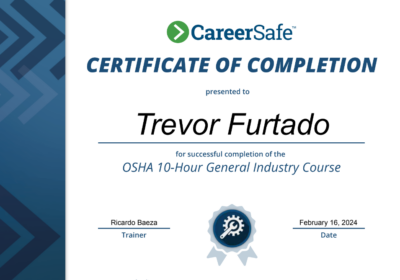 CareerSafe™
CERTIFICATE OF COMPLETION
presented to
Trevor Furtado
for successful completion of the
OSHA 10-Hour General Industry Course
Ricardo Baeza
February 16, 2024
Trainer
Date